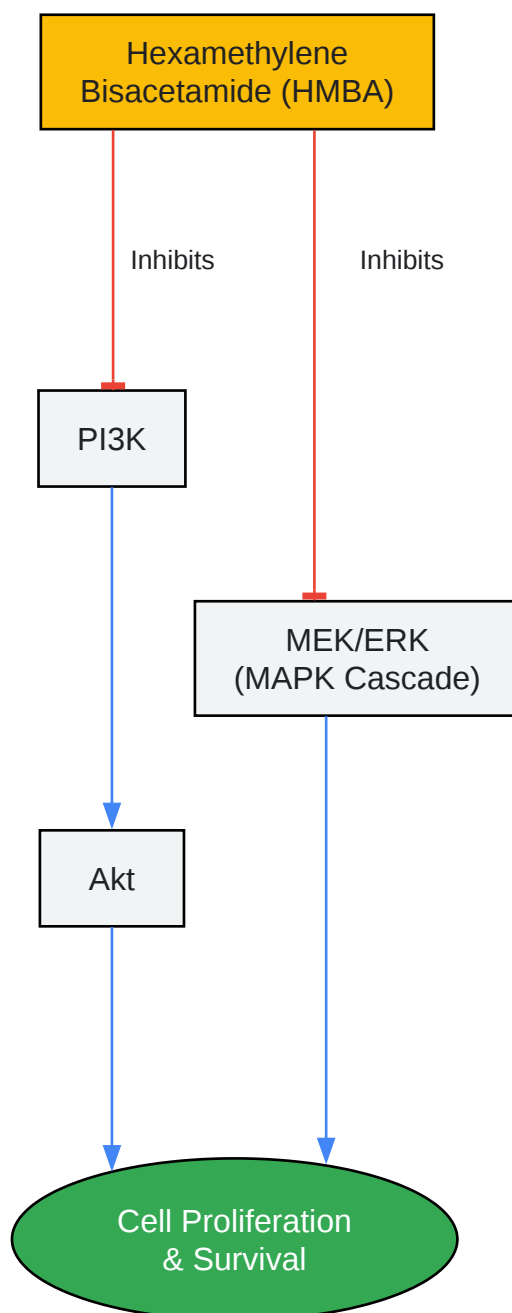 Hexamethylene
Bisacetamide (HMBA)
Inhibits
Inhibits
PI3K
MEK/ERK
(MAPK Cascade)
Akt
Cell Proliferation
& Survival